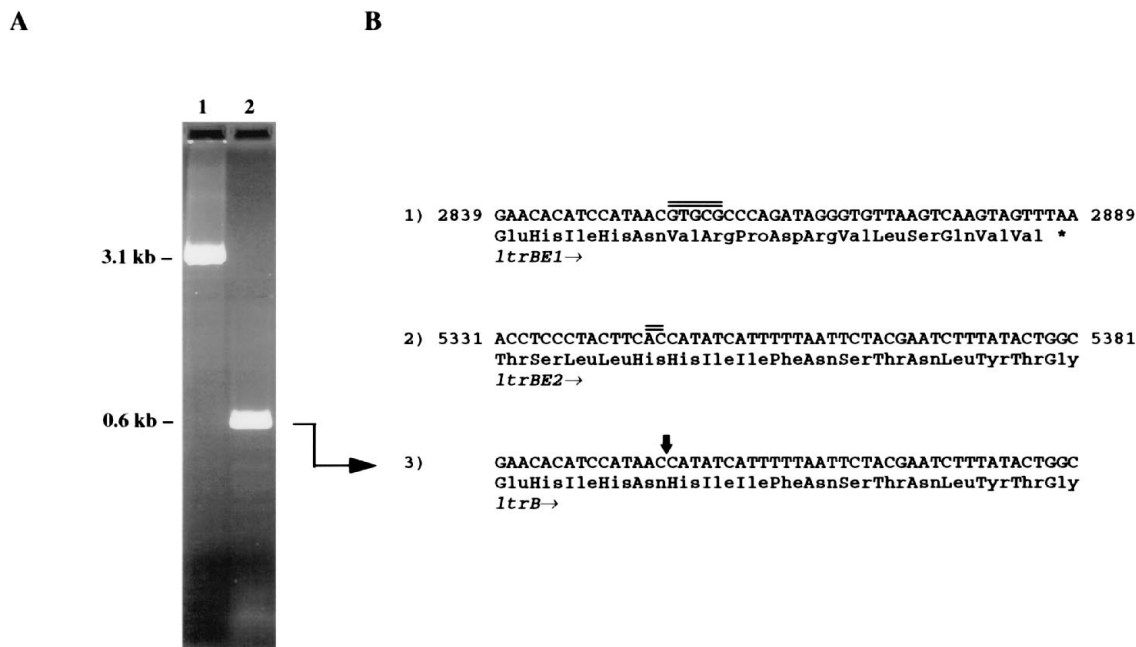 A
B
1 2
3.1 kb –
0.6 kb –
1) 2839 GAACACATCCATAACGTGCGCCCAGATAGGGTGTTAAGTCAAGTAGTTTAA 2889
GluHisIleHisAsnValArgProAspArgValLeuSerGlnValVal *
ltrBE1→
2) 5331 ACCTCCCTACTTCACCATATCATTTTTAATTCTACGAATCTTTATACTGGC 5381
ThrSerLeuLeuHisHisIleIlePheAsnSerThrAsnLeuTyrThrGly
ltrBE2→
3) GAACACATCCATAACCATATCATTTTTAATTCTACGAATCTTTATACTGGC
GluHisIleHisAsnHisIleIlePheAsnSerThrAsnLeuTyrThrGly
ltrB→